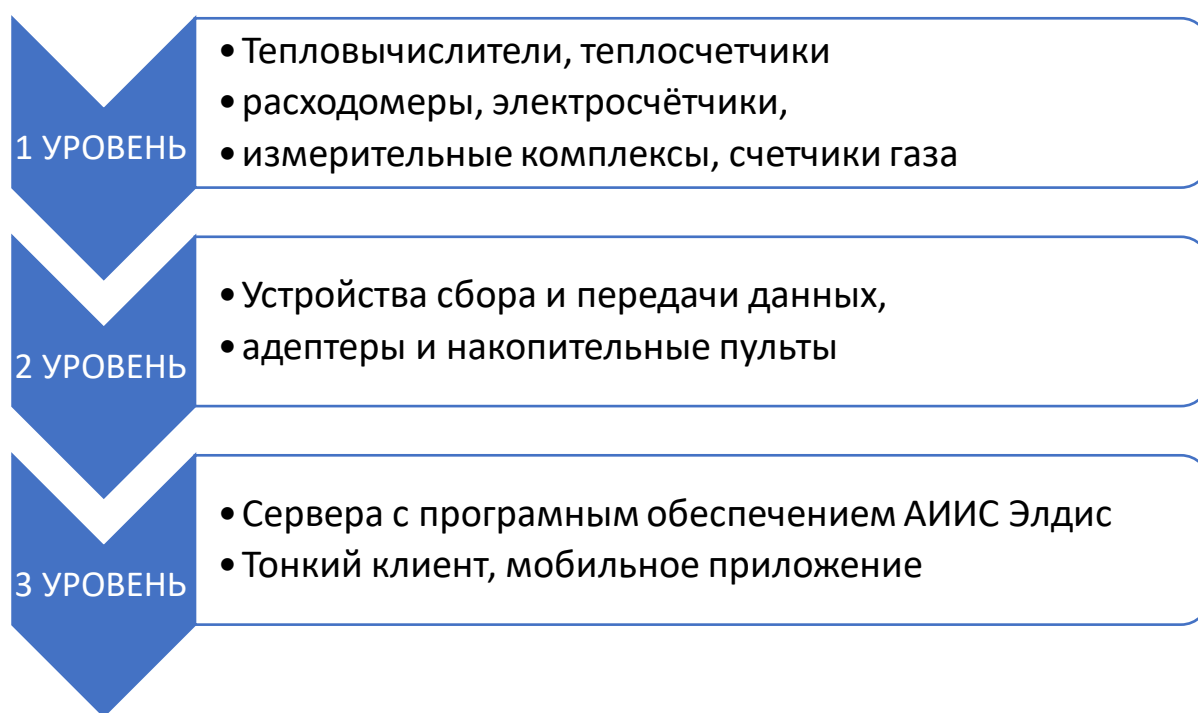 1 УРОВЕНЬ
• Тепловычислители, теплосчетчики
• расходомеры, электросчётчики,
• измерительные комплексы, счетчики газа
2 УРОВЕНЬ
• Устройства сбора и передачи данных,
• адептеры и накопительные пульты
3 УРОВЕНЬ
• Сервера с програмным обеспечением АИИС Элдис
• Тонкий клиент, мобильное приложение